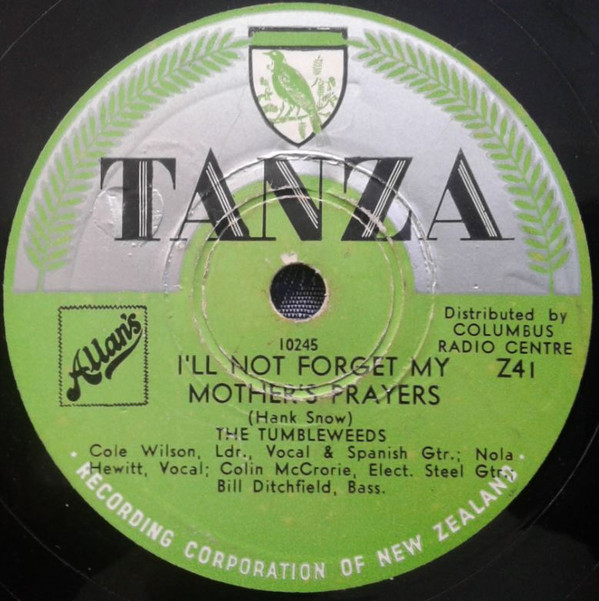 TANZA
Allan's
Distributed by
COLUMBUS
RADIO CENTRE
10245
I'LL NOT FORGET MY
Z41
MOTHER'S PRAYERS
(Hank Snow)
THE TUMBLEWEEDS
Cole Wilson, Ldr., Vocal & Spanish Gtr.; Nola
Hewitt, Vocal; Colin McCrorie, Elect. Steel Gtr.;
Bill Ditchfield, Bass.
· RECORDING CORPORATION OF NEW ZEALAND ·